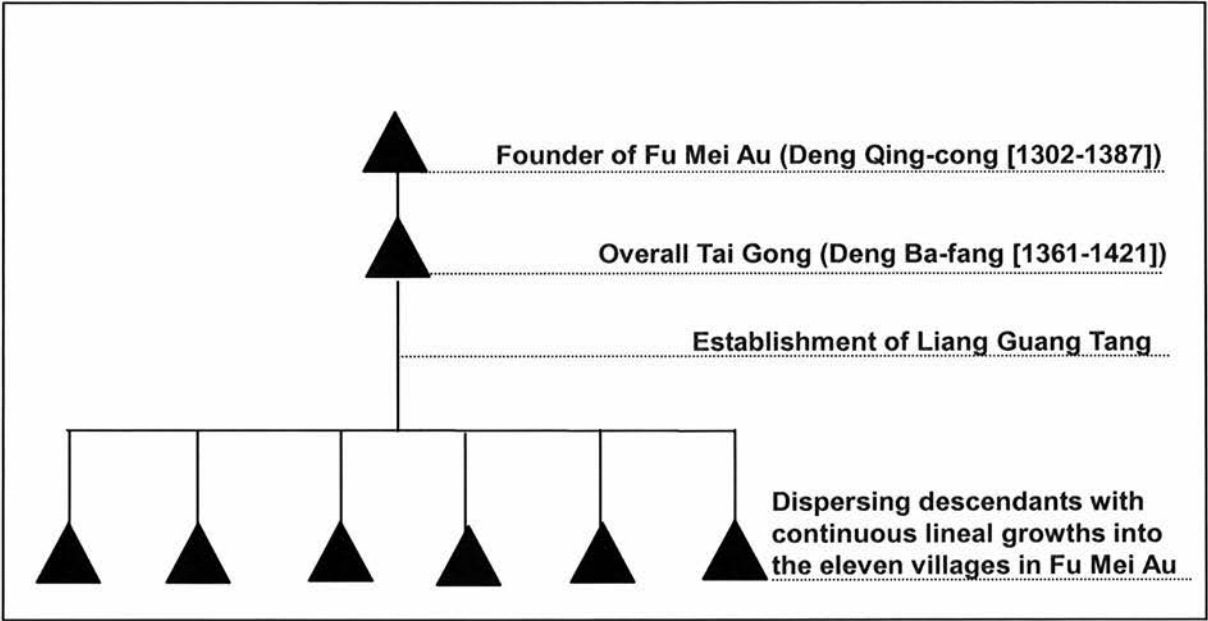 Founder of Fu Mei Au (Deng Qing-cong [1302-1387])
Overall Tai Gong (Deng Ba-fang [1361-1421])
Establishment of Liang Guang Tang
Dispersing descendants with
continuous lineal growths into
the eleven villages in Fu Mei Au